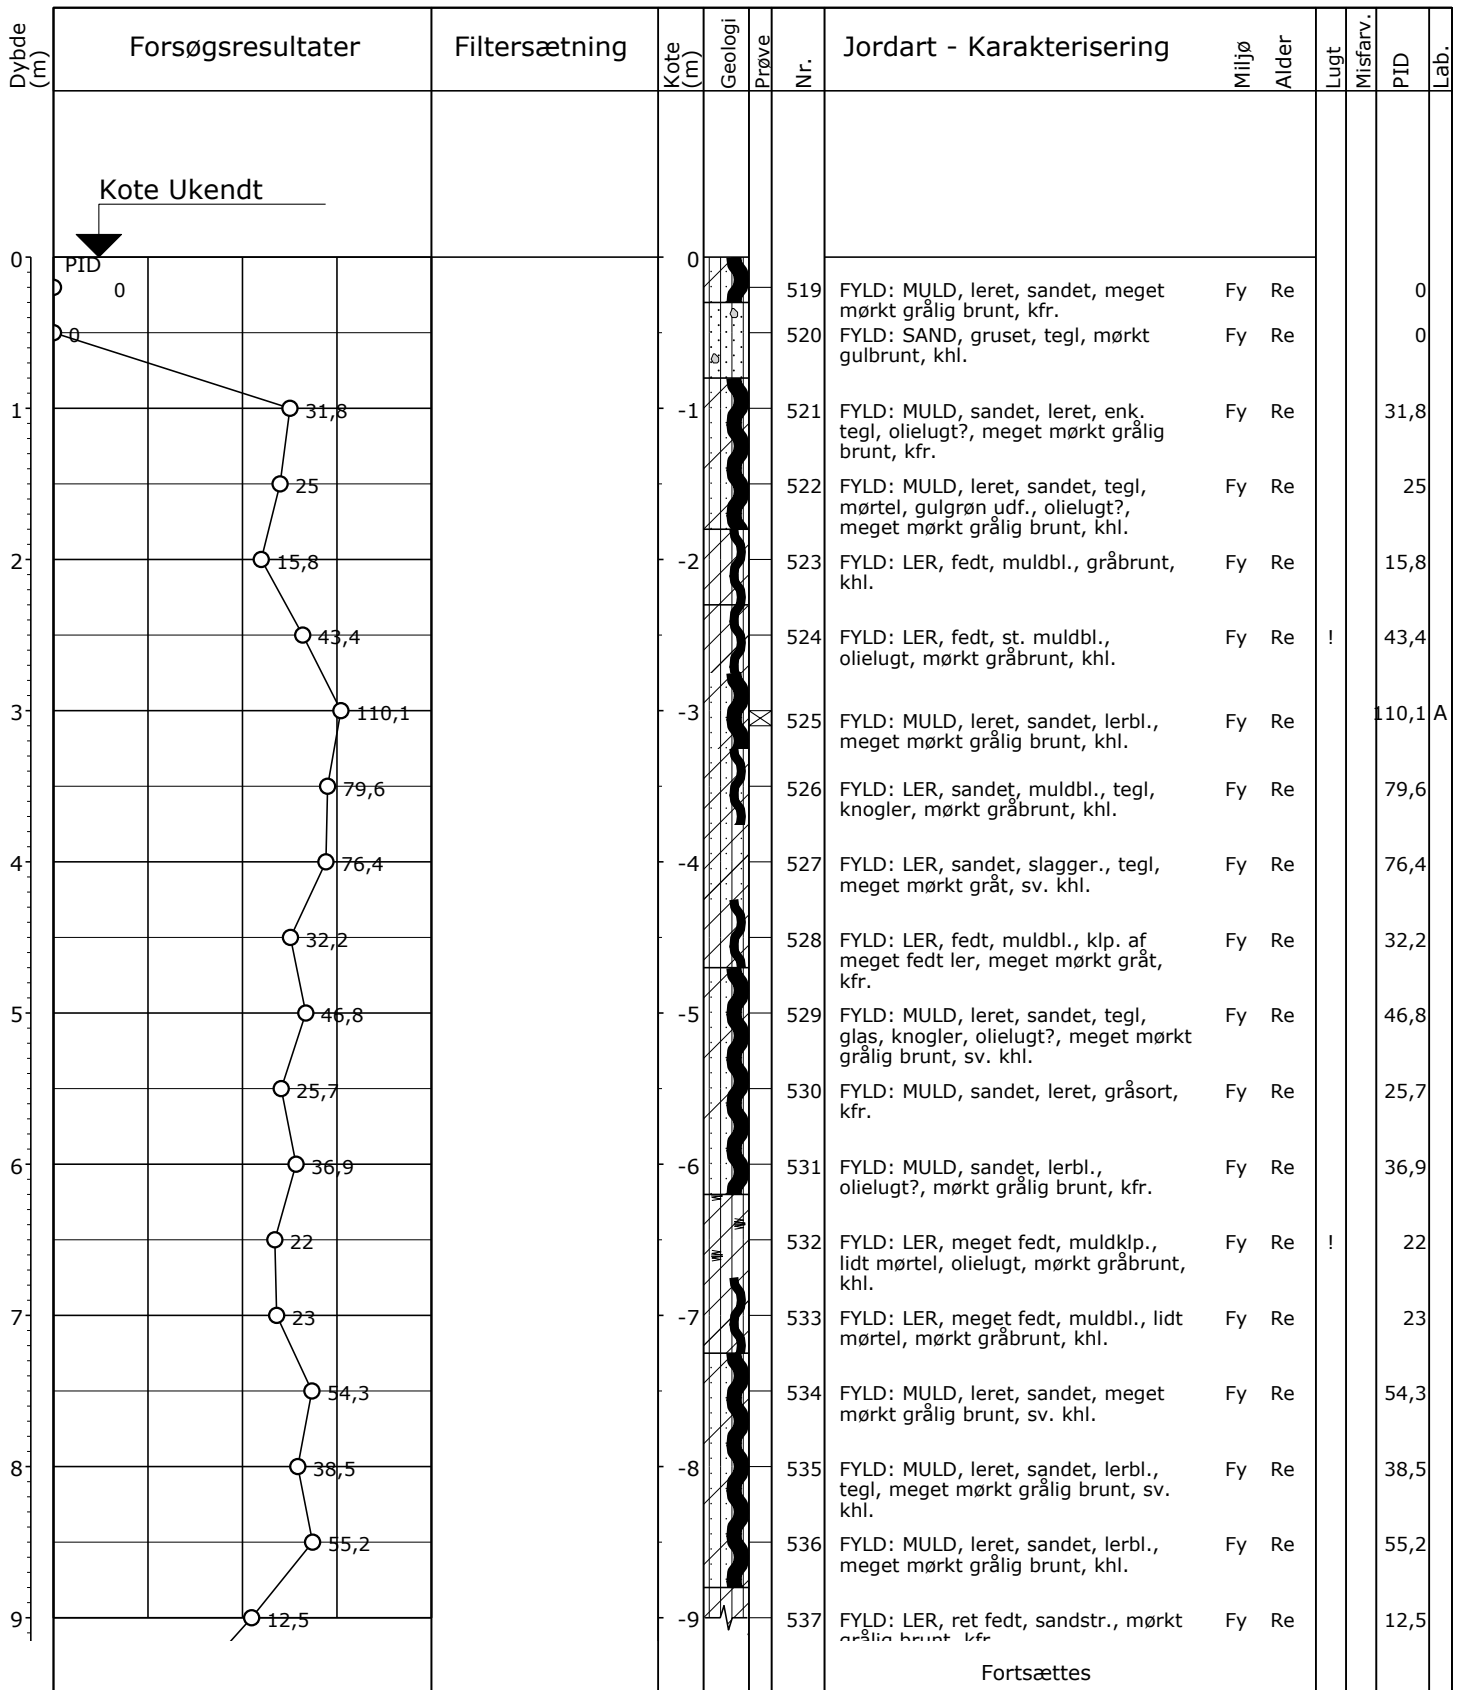 Dybde (m)
Forsøgsresultater
Filtersætning
Kote (m)
Geologi
Prøve
Nr.
Jordart - Karakterisering
Miljø
Alder
Lugt
Misfarv.
PID
Lab.
Kote Ukendt
0
PID
0
0
519 FYLD: MULD, leret, sandet, meget Fy Re 0
mørkt grålig brunt, kfr.
0
520 FYLD: SAND, gruset, tegl, mørkt Fy Re 0
gulbrunt, khl.
1 31,8 -1 521 FYLD: MULD, sandet, leret, enk. Fy Re 31,8
tegl, olielugt?, meget mørkt grålig
brunt, kfr.
25 522 FYLD: MULD, leret, sandet, tegl, Fy Re 25
mørtel, gulgrøn udf., olielugt?,
meget mørkt grålig brunt, khl.
2 15,8 -2 523 FYLD: LER, fedt, muldbl., gråbrunt, Fy Re 15,8
khl.
43,4 524 FYLD: LER, fedt, st. muldbl., Fy Re ! 43,4
olielugt, mørkt gråbrunt, khl.
3 110,1 -3 525 FYLD: MULD, leret, sandet, lerbl., Fy Re 110,1 A
meget mørkt grålig brunt, khl.
79,6 526 FYLD: LER, sandet, muldbl., tegl, Fy Re 79,6
knogler, mørkt gråbrunt, khl.
4 76,4 -4 527 FYLD: LER, sandet, slagger., tegl, Fy Re 76,4
meget mørkt gråt, sv. khl.
32,2 528 FYLD: LER, fedt, muldbl., klp. af Fy Re 32,2
meget fedt ler, meget mørkt gråt,
kfr.
5 46,8 -5 529 FYLD: MULD, leret, sandet, tegl, Fy Re 46,8
glas, knogler, olielugt?, meget mørkt
grålig brunt, sv. khl.
25,7 530 FYLD: MULD, sandet, leret, gråsort, Fy Re 25,7
kfr.
6 36,9 -6 531 FYLD: MULD, sandet, lerbl., Fy Re 36,9
olielugt?, mørkt grålig brunt, kfr.
22 532 FYLD: LER, meget fedt, muldklp., Fy Re ! 22
lidt mørtel, olielugt, mørkt gråbrunt,
khl.
7 23 -7 533 FYLD: LER, meget fedt, muldbl., lidt Fy Re 23
mørtel, mørkt gråbrunt, khl.
54,3 534 FYLD: MULD, leret, sandet, meget Fy Re 54,3
mørkt grålig brunt, sv. khl.
8 38,5 -8 535 FYLD: MULD, leret, sandet, lerbl., Fy Re 38,5
tegl, meget mørkt grålig brunt, sv.
khl.
55,2 536 FYLD: MULD, leret, sandet, lerbl., Fy Re 55,2
meget mørkt grålig brunt, khl.
9 12,5 -9 537 FYLD: LER, ret fedt, sandstr., mørkt Fy Re 12,5
grålig brunt, kfr.
Fortsættes